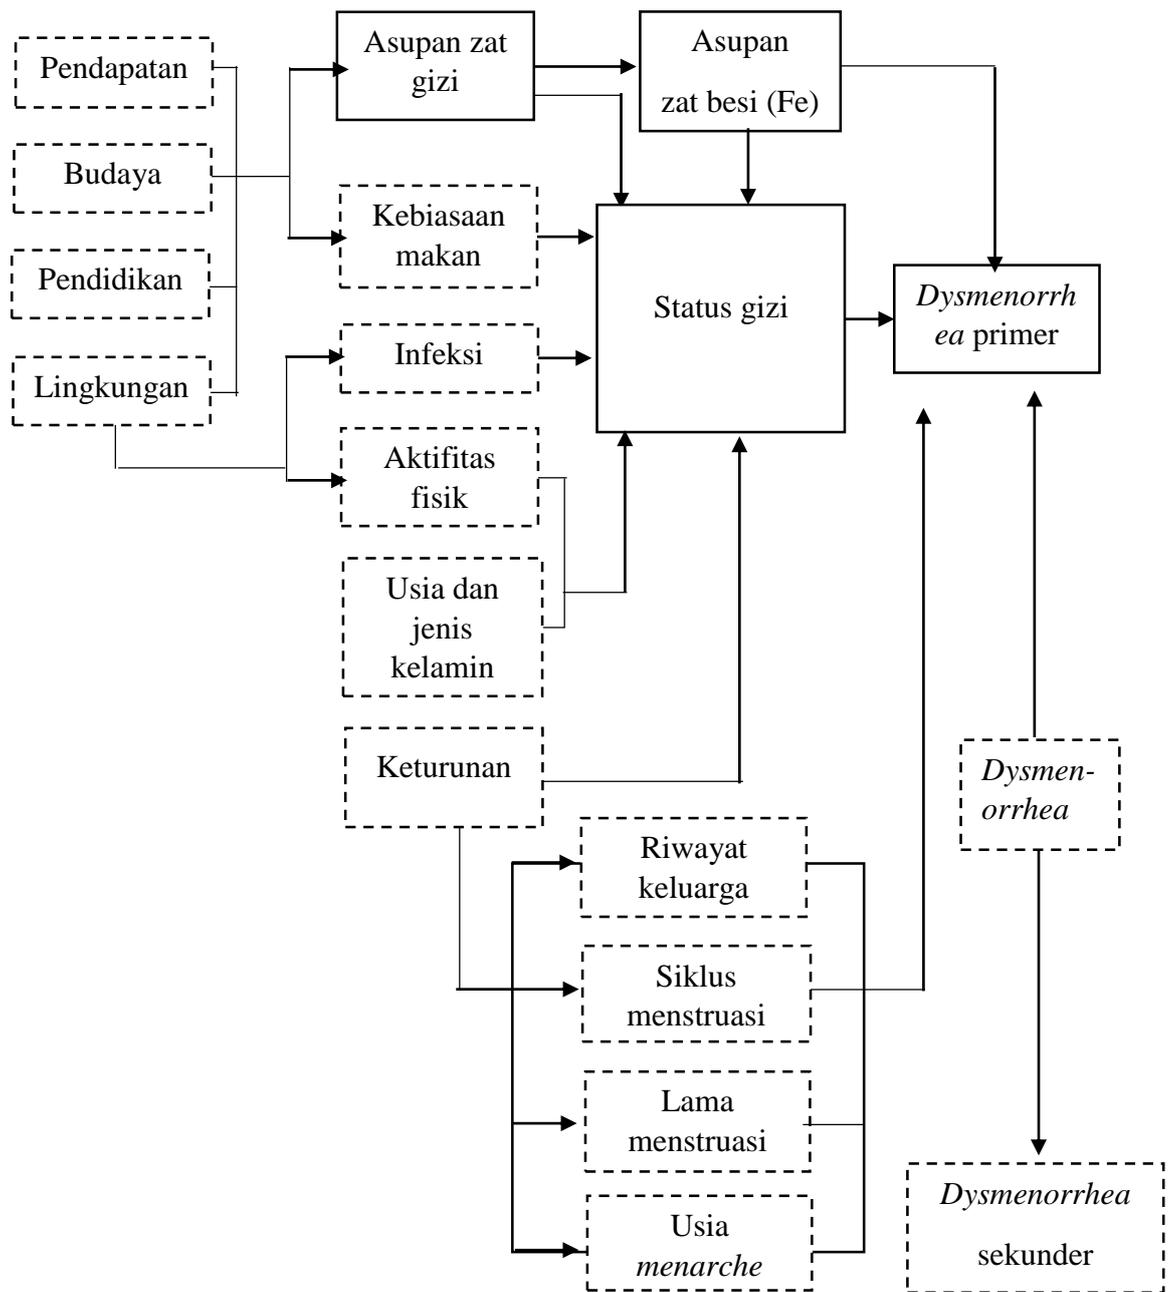 Pendapatan
Budaya
Pendidikan
Lingkungan
Asupan zat
gizi
Kebiasaan
makan
Infeksi
Aktifitas
fisik
Usia dan
jenis
kelamin
Keturunan
Asupan
zat besi (Fe)
Status gizi
Riwayat
keluarga
Siklus
menstruasi
Lama
menstruasi
Usia
menarche
Dysmenorrh
ea primer
Dysmen-
orrhea
Dysmenorrhea
sekunder